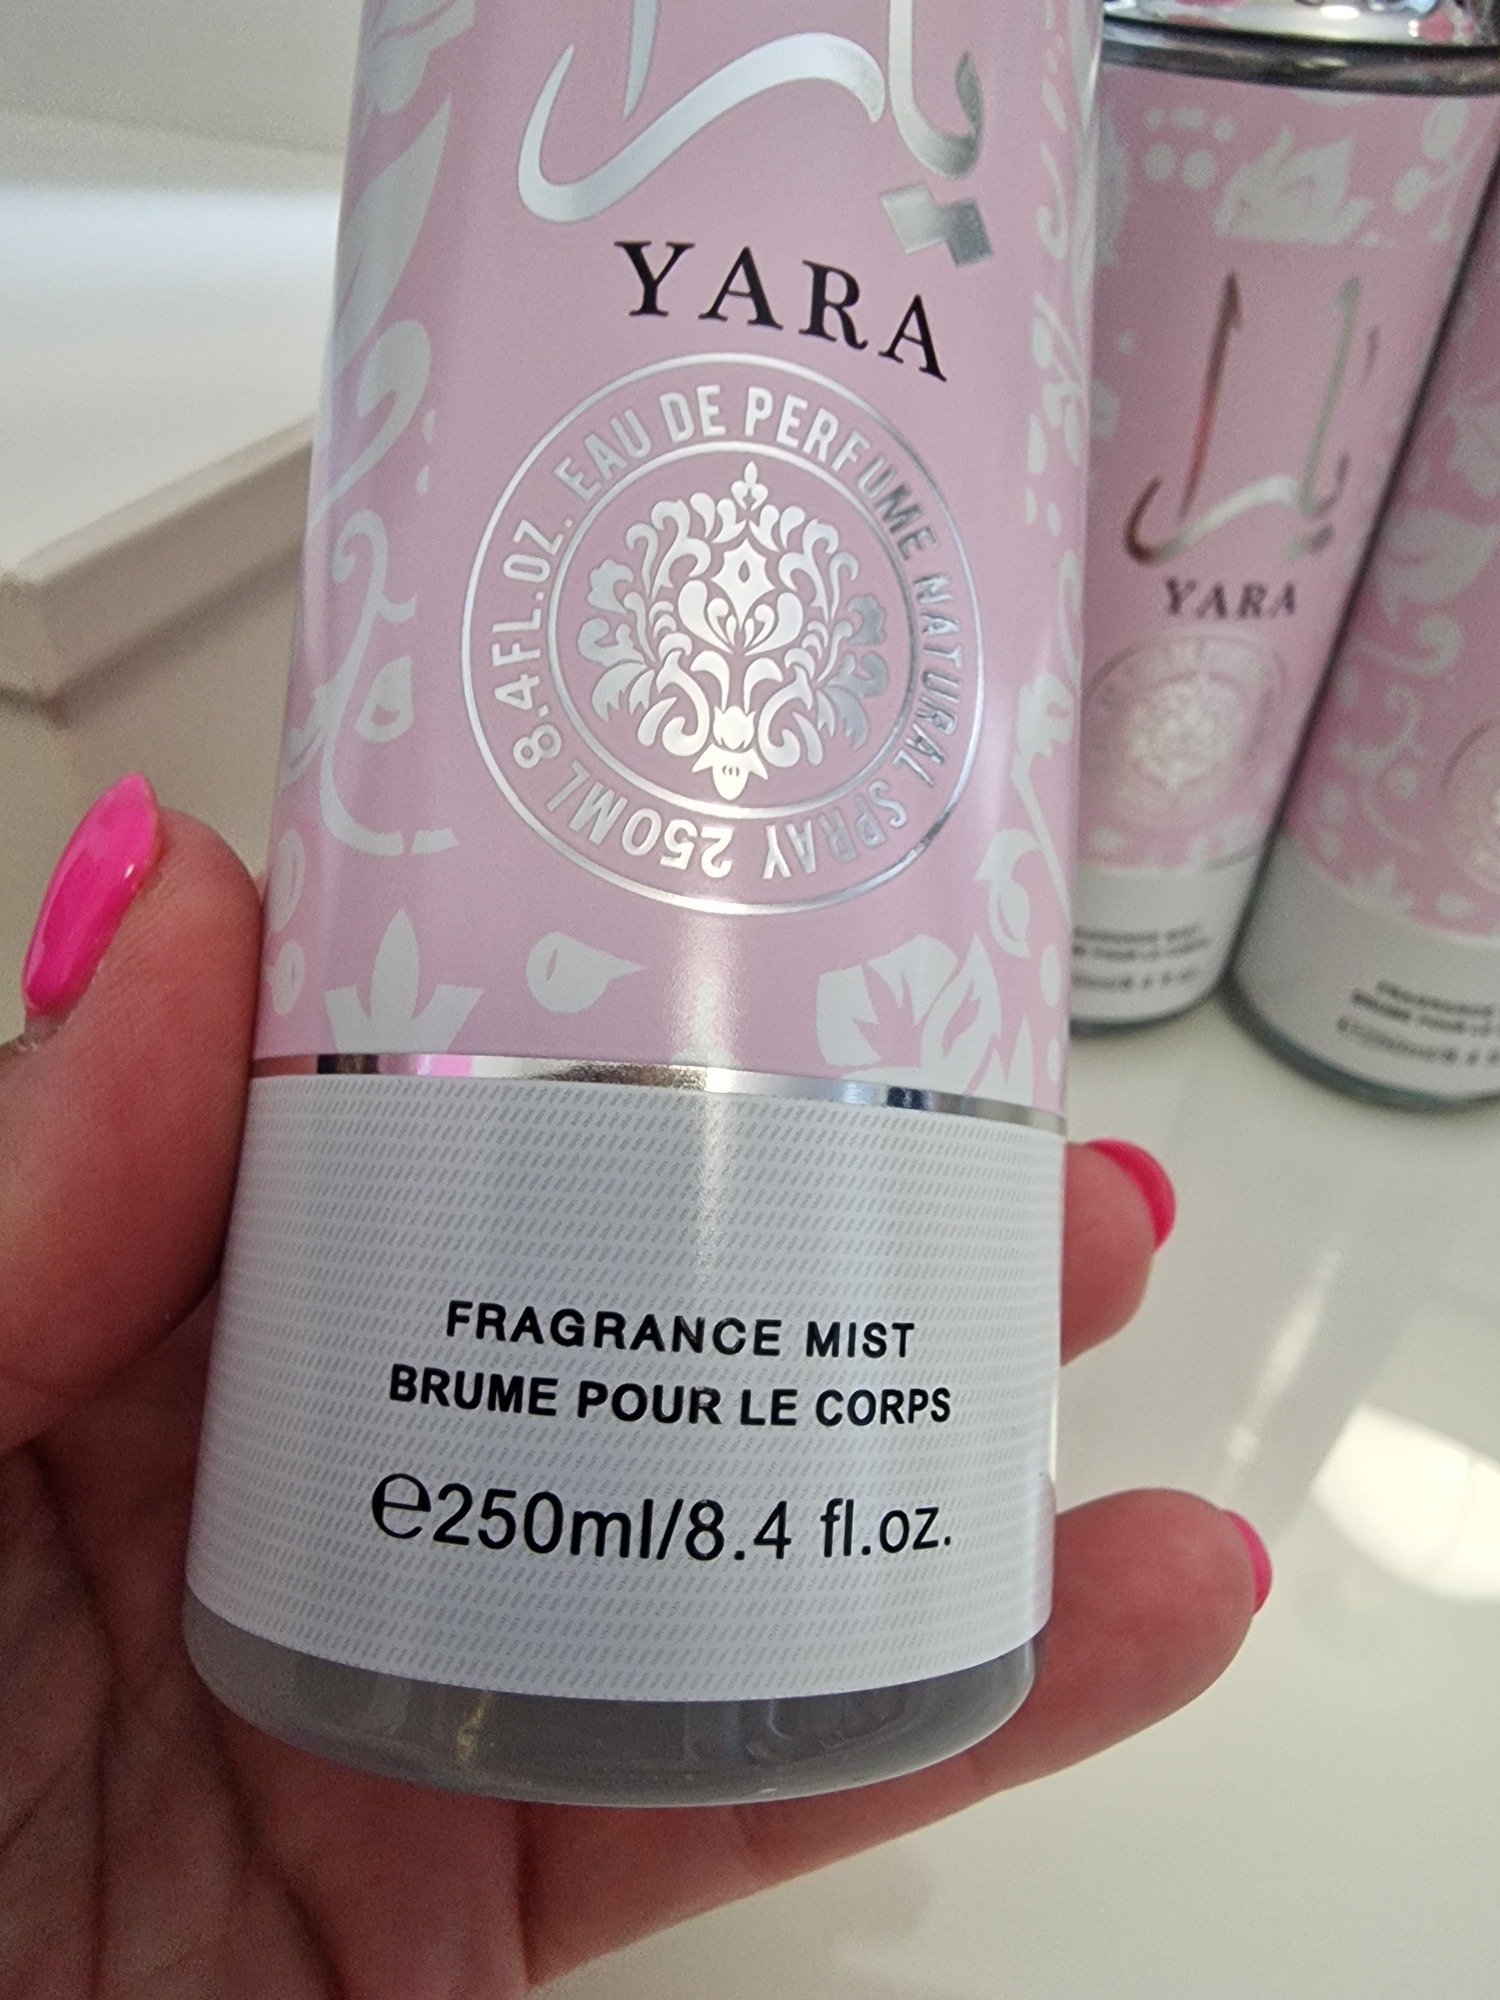 يارا
YARA
EAU DE PERFUME NATURAL SPRAY 250ML 8.4FL.OZ.
FRAGRANCE MIST
BRUME POUR LE CORPS
℮250ml/8.4 fl.oz.
يارا
YARA